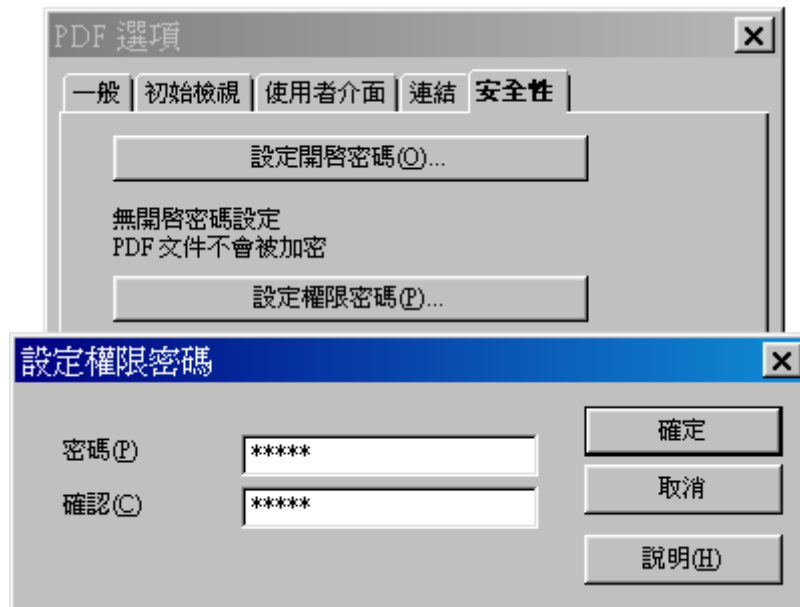 PDF 選項
一般 初始檢視 使用者介面 連結 安全性
設定開啓密碼(O)...
無開啓密碼設定
PDF 文件不會被加密
設定權限密碼(P)...
設定權限密碼
密碼(P) *****
確認(C) *****
確定
取消
說明(H)